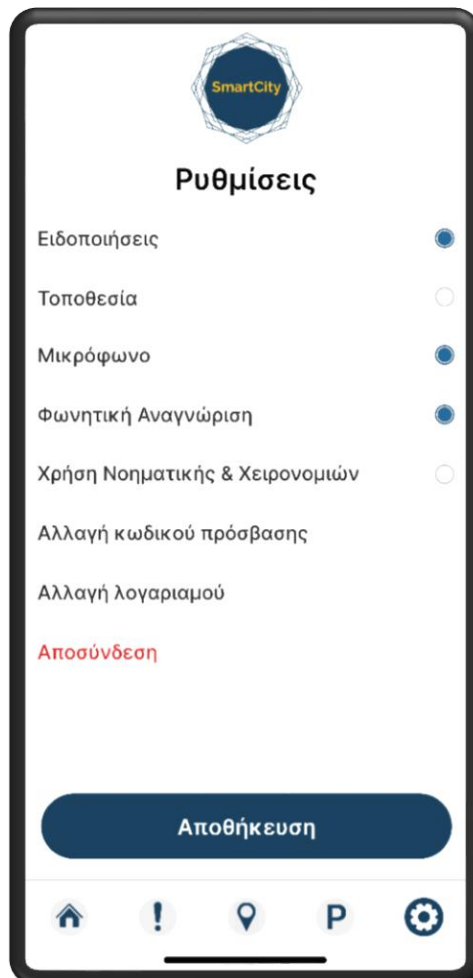 SmartCity
Ρυθμίσεις
Ειδοποιήσεις
Τοποθεσία
Μικρόφωνο
Φωνητική Αναγνώριση
Χρήση Νοηματικής & Χειρονομιών
Αλλαγή κωδικού πρόσβασης
Αλλαγή λογαριαμού
Αποσύνδεση
Αποθήκευση
P